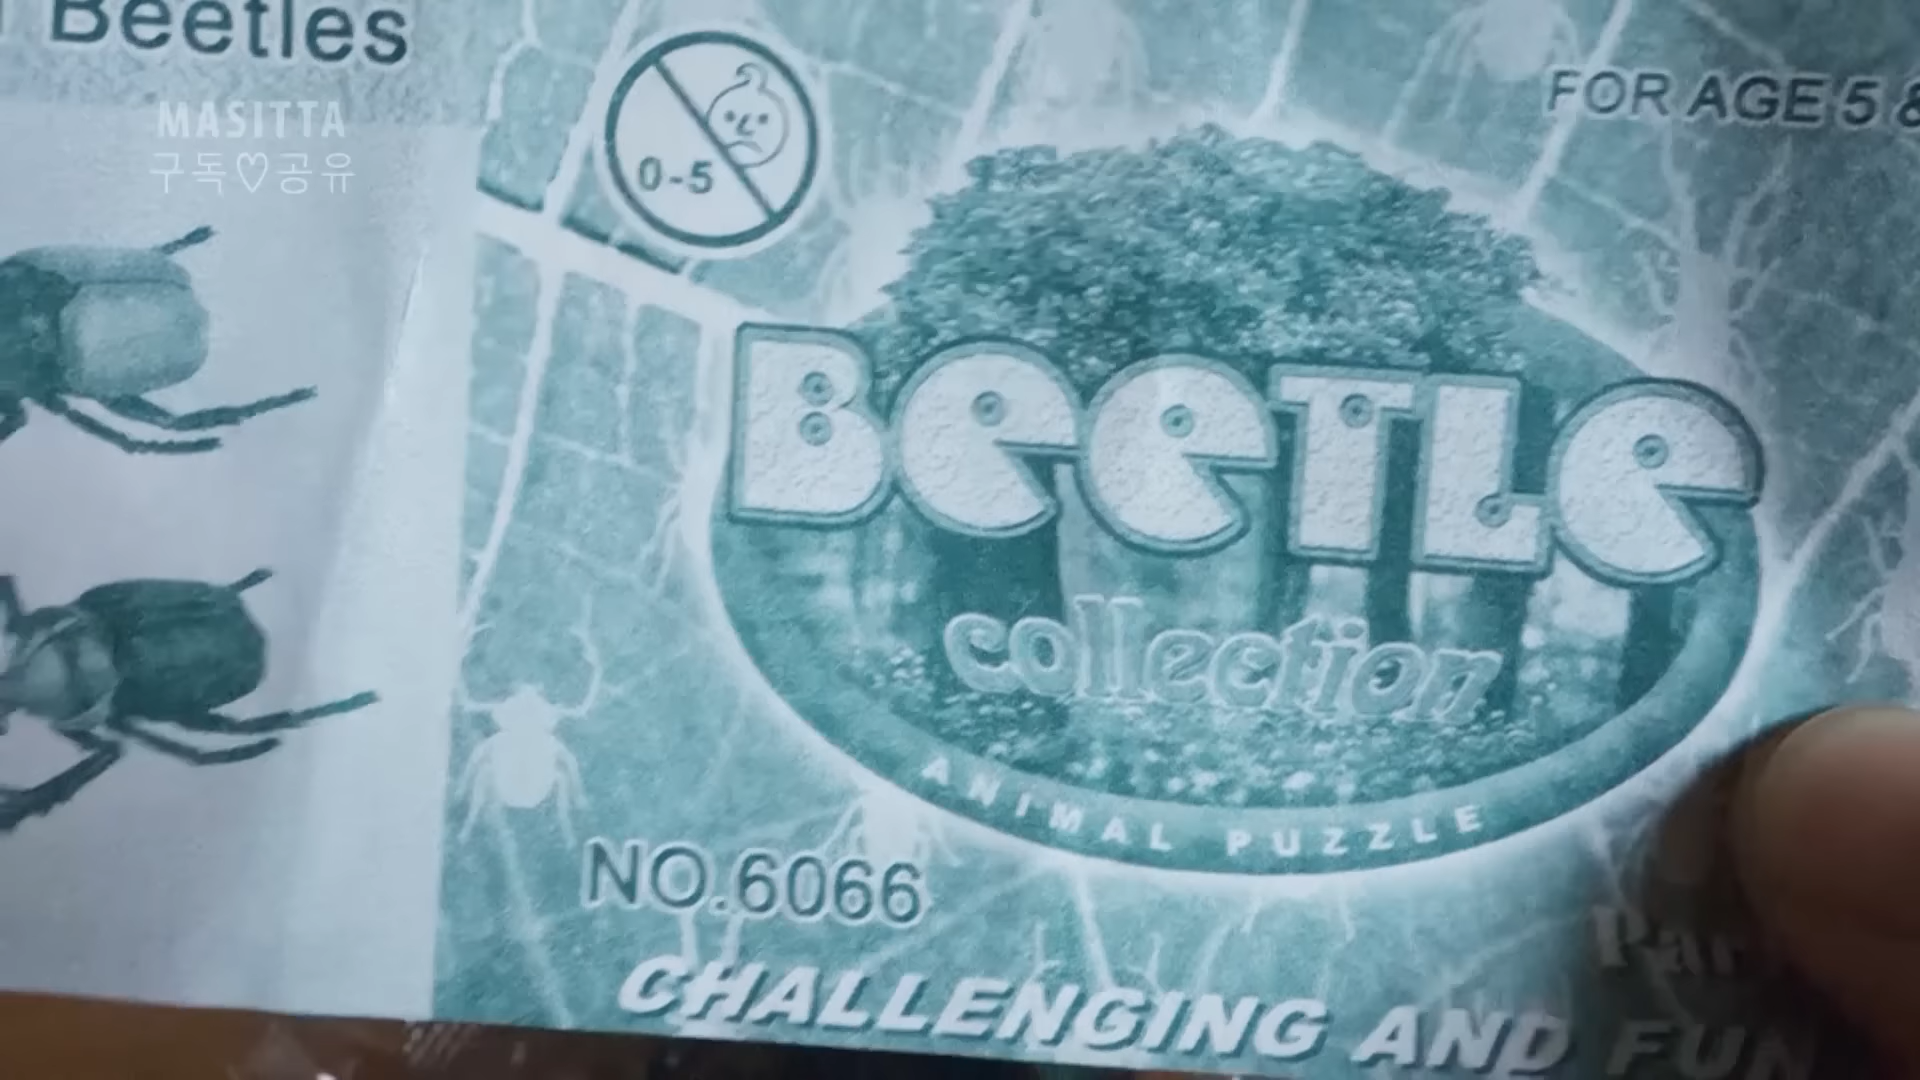 Beetles
MASITTA
구독♡공유
0-5
FOR AGE 5 &
BEETLE
collection
ANIMAL PUZZLE
NO.6066
CHALLENGING AND FUN